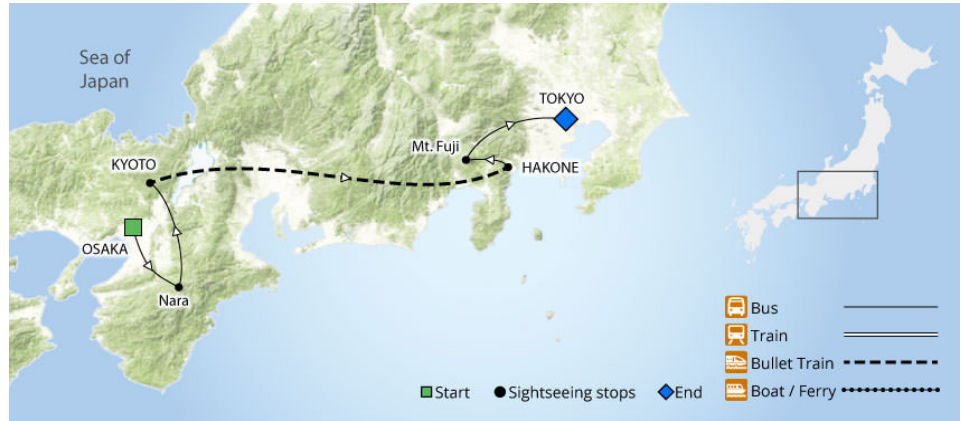 Sea of
Japan
TOKYO
Mt. Fuji
HAKONE
KYOTO
OSAKA
Nara
Bus
Train
Bullet Train
Boat / Ferry
Start
Sightseeing stops
End